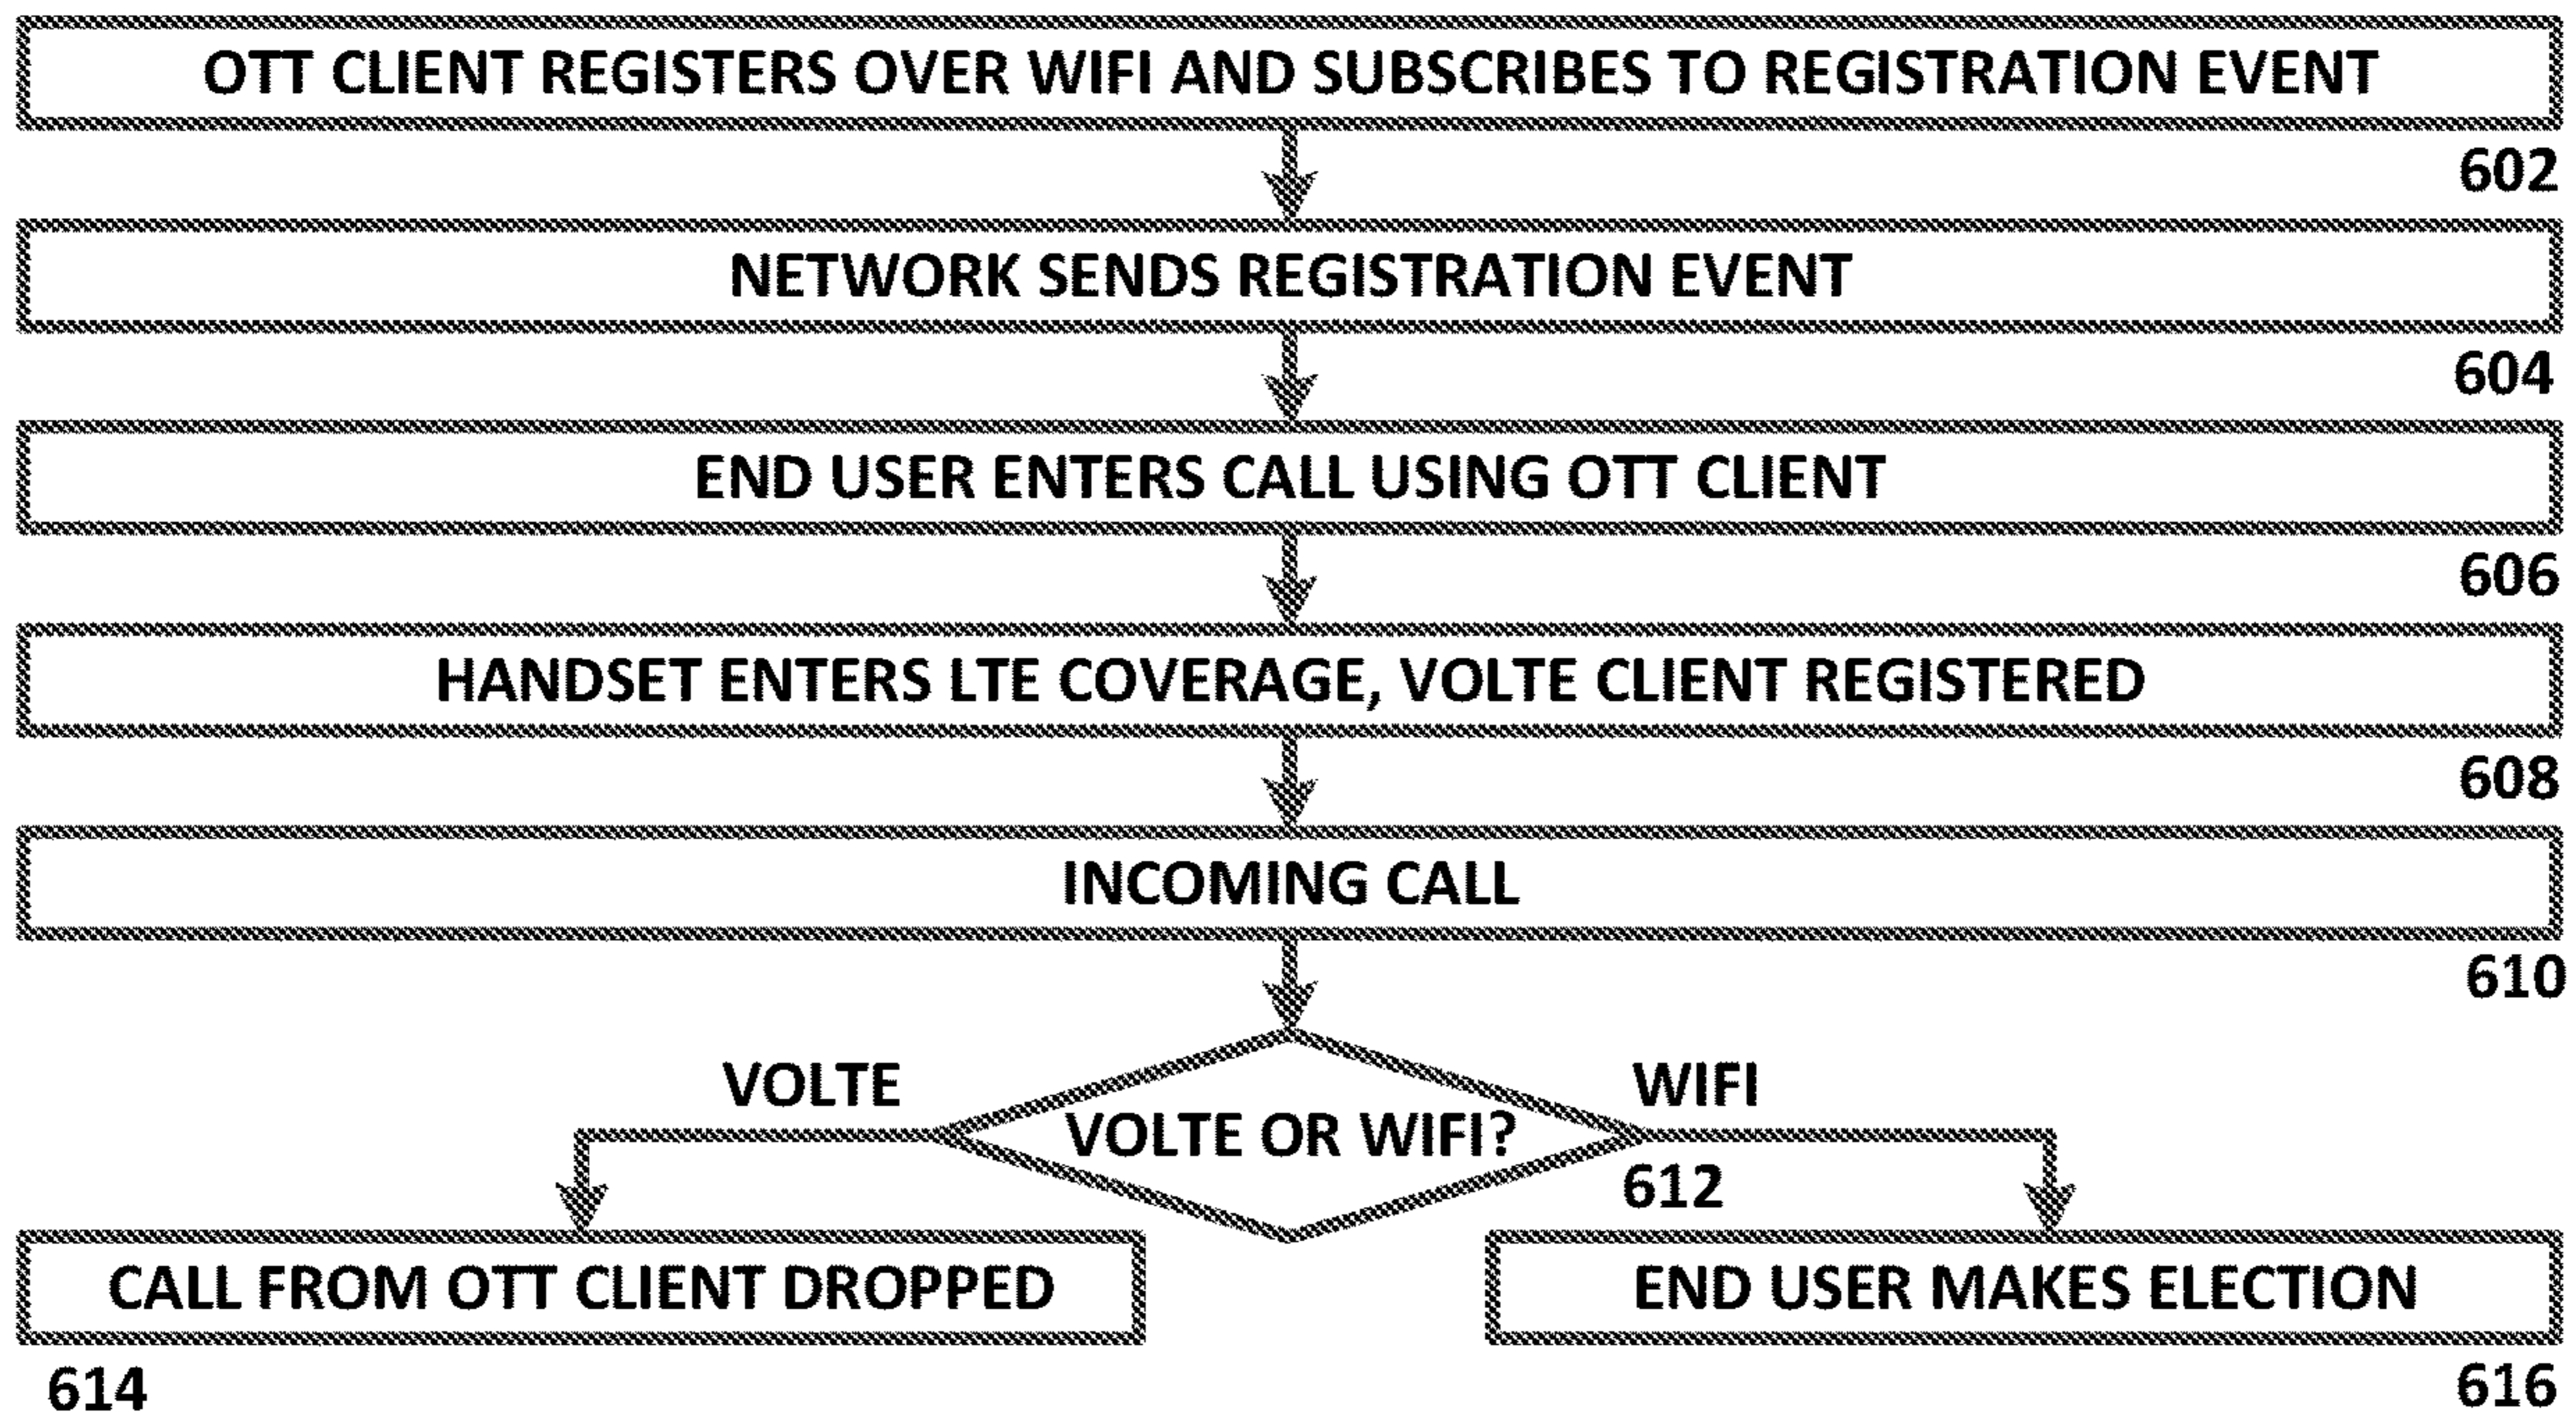 OTT CLIENT REGISTERS OVER WIFI AND SUBSCRIBES TO REGISTRATION EVENT
602
NETWORK SENDS REGISTRATION EVENT
604
END USER ENTERS CALL USING OTT CLIENT
606
HANDSET ENTERS LTE COVERAGE, VOLTE CLIENT REGISTERED
608
INCOMING CALL
610
VOLTE
WIFI
VOLTE OR WIFI?
612
CALL FROM OTT CLIENT DROPPED
END USER MAKES ELECTION
614
616